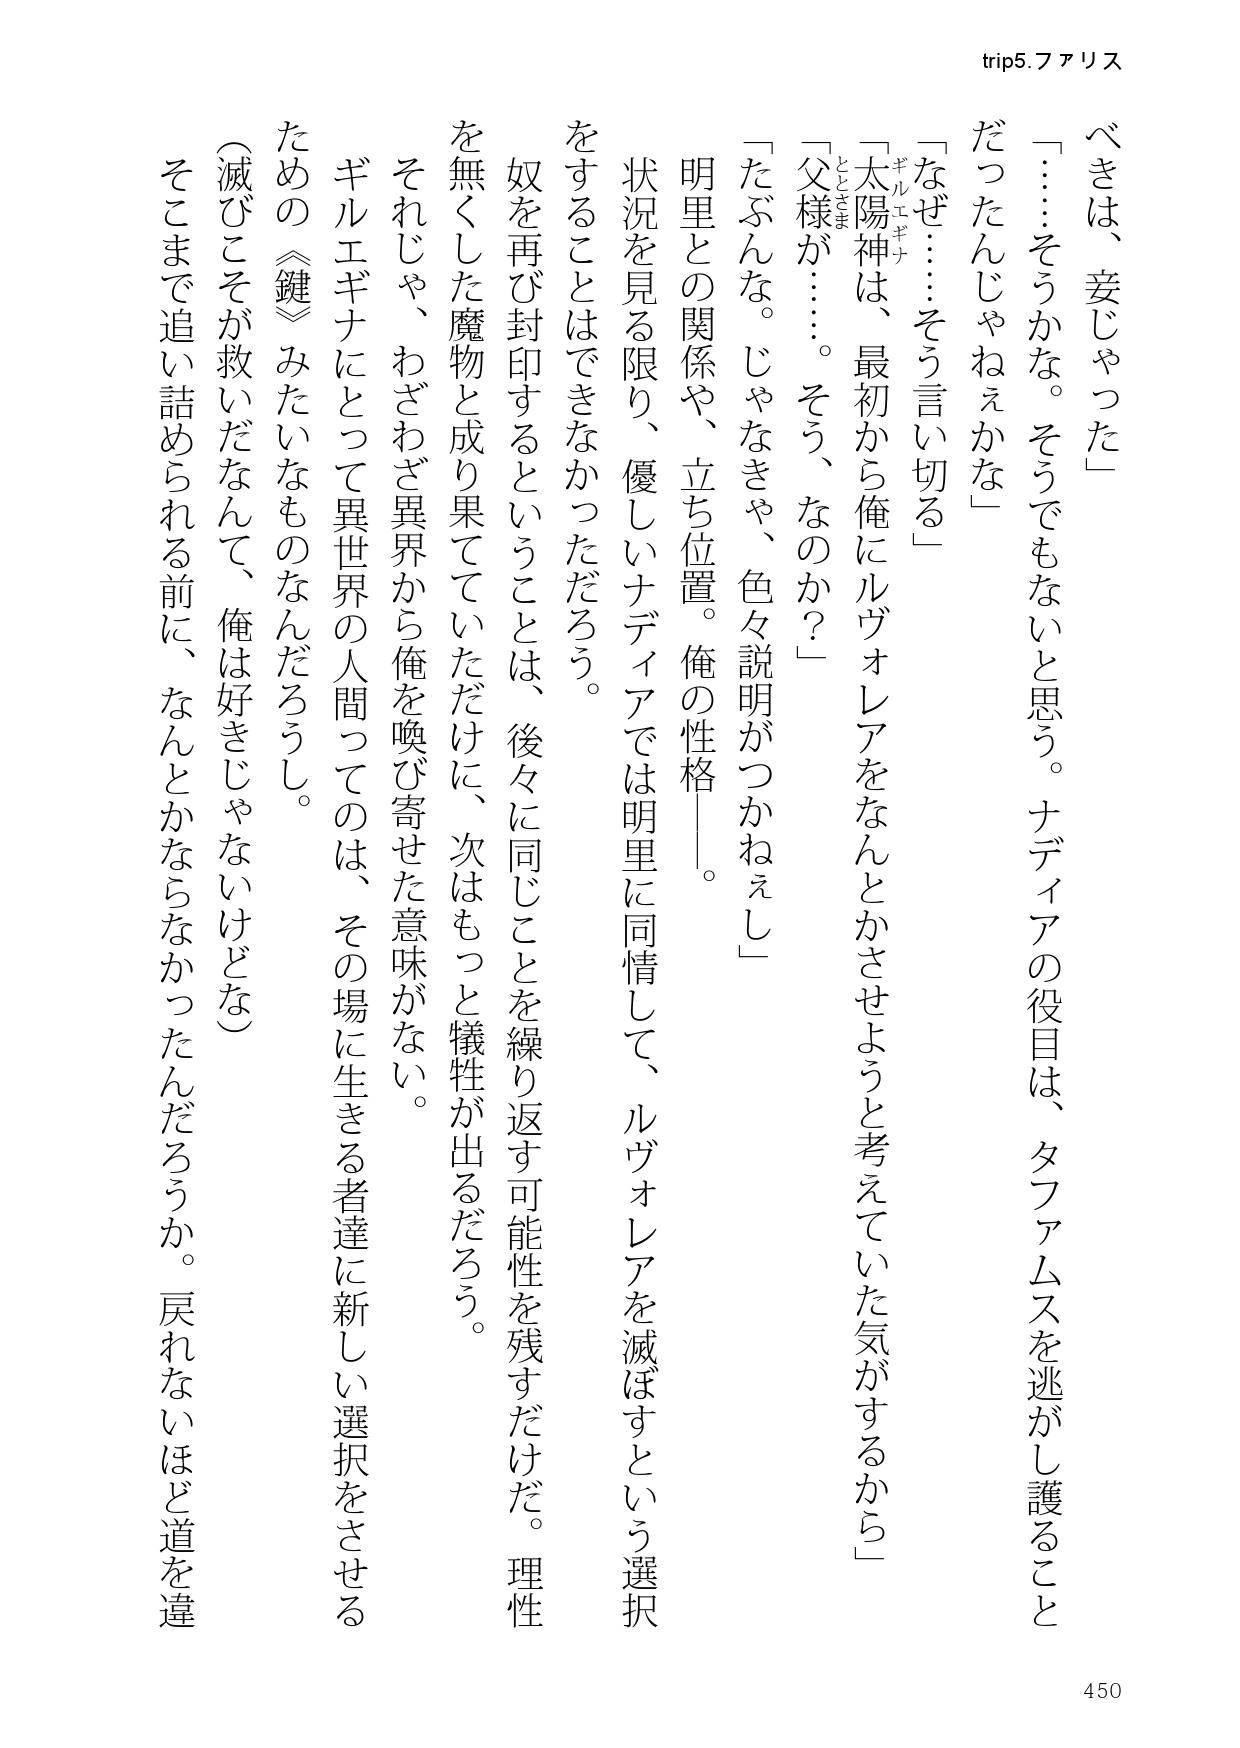 trip5.ファリス
べきは、妾じゃった」
「……そうかな。そうでもないと思う。ナディアの役目は、タファムスを逃がし護ること
だったんじゃねぇかな」
「なぜ……そう言い切る」
「太陽神は、最初から俺にルヴォレアをなんとかさせようと考えていた気がするから」
ギルエギナ
「父様が……。そう、なのか?」
ととさま
「たぶんな。じゃなきゃ、色々説明がつかねぇし」
明里との関係や、立ち位置。俺の性格――。
状況を見る限り、優しいナディアでは明里に同情して、ルヴォレアを滅ぼすという選択
をすることはできなかっただろう。
奴を再び封印するということは、後々に同じことを繰り返す可能性を残すだけだ。理性
を無くした魔物と成り果てていただけに、次はもっと犠牲が出るだろう。
それじゃ、わざわざ異界から俺を喚び寄せた意味がない。
ギルエギナにとって異世界の人間ってのは、その場に生きる者達に新しい選択をさせる
ための《鍵》みたいなものなんだろうし。
(滅びこそが救いだなんて、俺は好きじゃないけどな)
そこまで追い詰められる前に、なんとかならなかったんだろうか。戻れないほど道を違
450